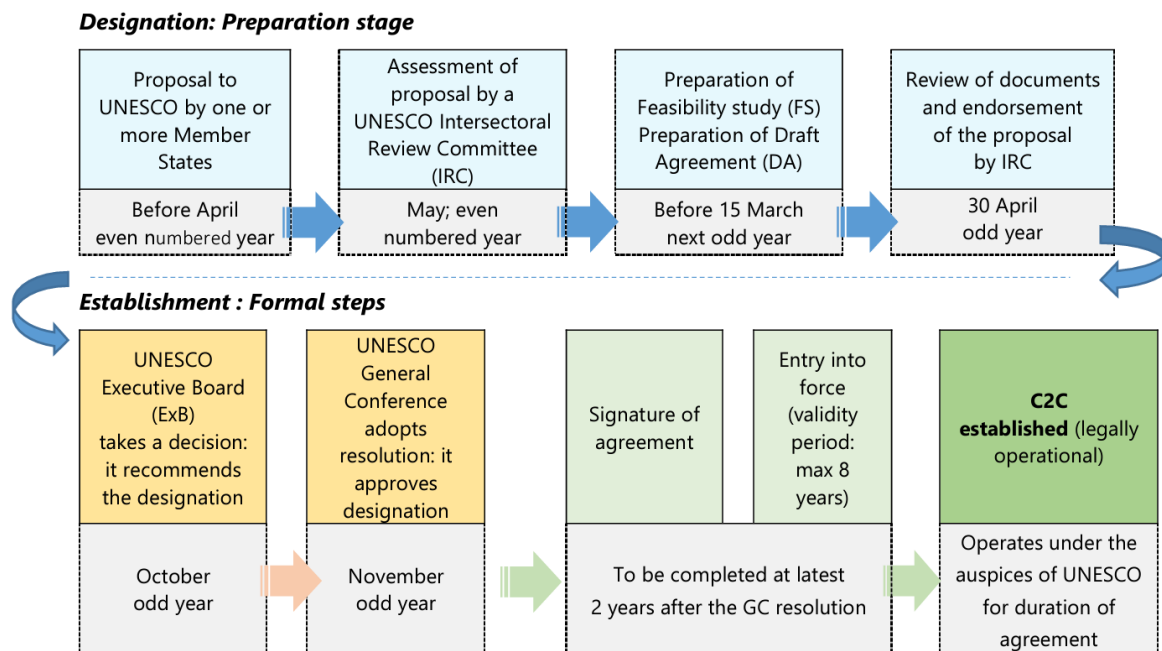 Designation: Preparation stage
Proposal to
UNESCO by one or
more Member
States
Before April
even numbered year
Assessment of
proposal by a
UNESCO Intersectoral
Review Committee
(IRC)
May; even
numbered year
Preparation of
Feasibility study (FS)
Preparation of Draft
Agreement (DA)
Before 15 March
next odd year
Review of documents
and endorsement
of the proposal
by IRC
30 April
odd year
Establishment : Formal steps
UNESCO
Executive Board
(ExB)
takes a decision:
it recommends
the designation
October
odd year
UNESCO
General
Conference
adopts
resolution: it
approves
designation
November
odd year
Signature of
agreement
Entry into
force
(validity
period:
max 8
years)
To be completed at latest
2 years after the GC resolution
C2C
established (legally
operational)
Operates under the
auspices of UNESCO
for duration of
agreement